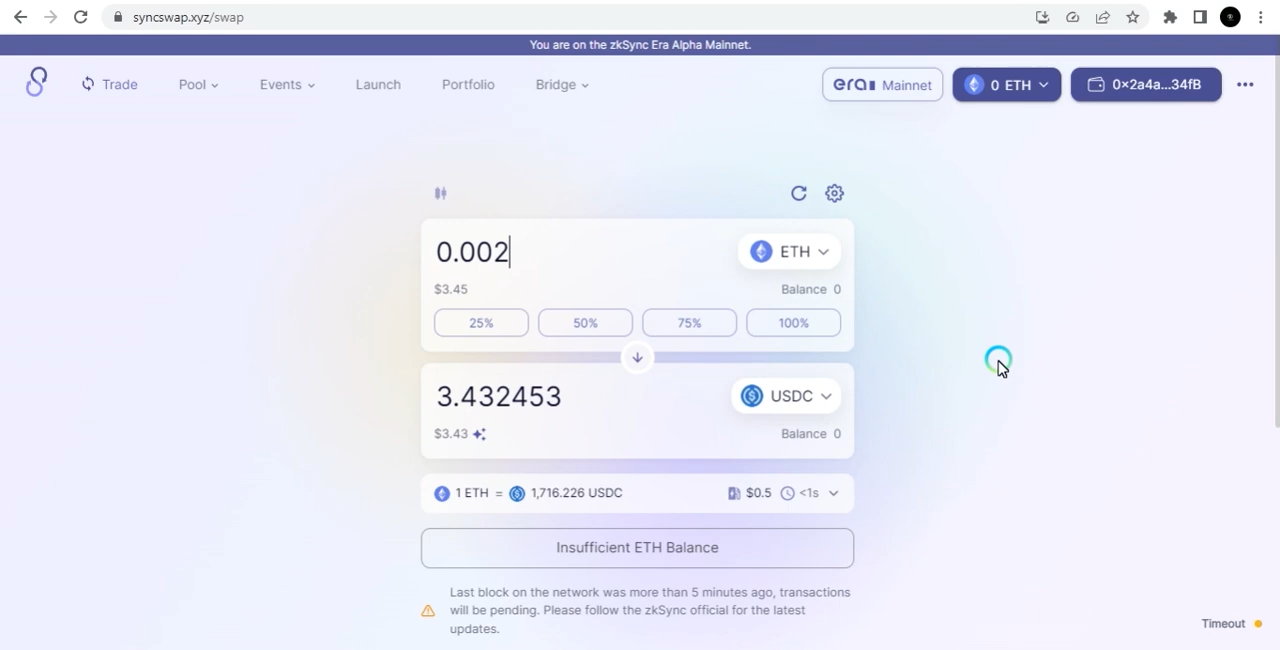 syncswap.xyz/swap
You are on the zkSync Era Alpha Mainnet.
Trade
Pool
Events
Launch
Portfolio
Bridge
era Mainnet
0 ETH
0×2a4a...34fB
0.002
ETH
$3.45
Balance 0
25%
50%
75%
100%
3.432453
USDC
$3.43
Balance 0
1 ETH = 1,716.226 USDC
$0.5 <1s
Insufficient ETH Balance
Last block on the network was more than 5 minutes ago, transactions
will be pending. Please follow the zkSync official for the latest
updates.
Timeout